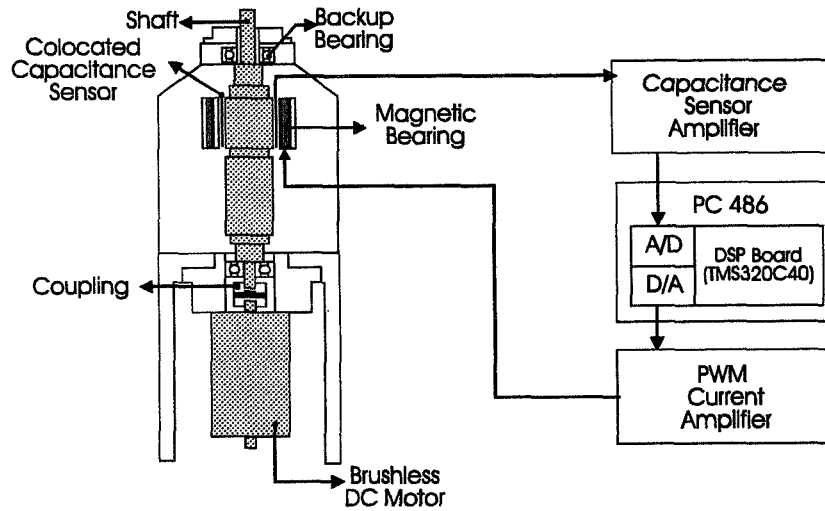 Shaft
Backup
Bearing
Colocated
Capacitance
Sensor
Magnetic
Bearing
Capacitance
Sensor
Amplifier
PC 486
A/D
D/A
DSP Board
(TMS320C40)
Coupling
PWM
Current
Amplifier
Brushless
DC Motor